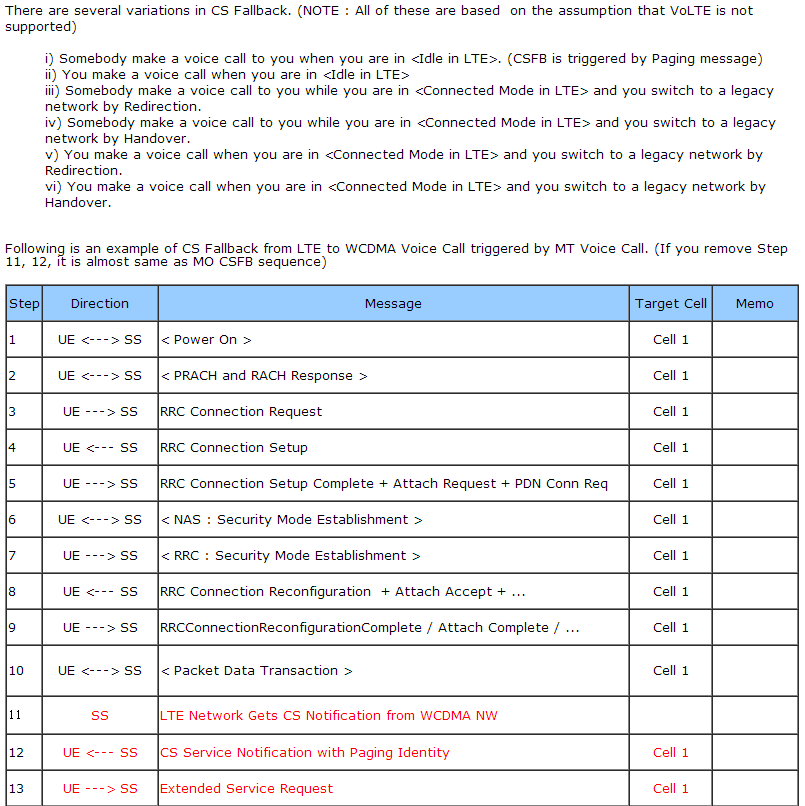 There are several variations in CS Fallback. (NOTE : All of these are based  on the assumption that VoLTE is not
supported)
i) Somebody make a voice call to you when you are in <Idle in LTE>. (CSFB is triggered by Paging message)
ii) You make a voice call when you are in <Idle in LTE>
iii) Somebody make a voice call to you while you are in <Connected Mode in LTE> and you switch to a legacy
network by Redirection.
iv) Somebody make a voice call to you while you are in <Connected Mode in LTE> and you switch to a legacy
network by Handover.
v) You make a voice call when you are in <Connected Mode in LTE> and you switch to a legacy network by
Redirection.
vi) You make a voice call when you are in <Connected Mode in LTE> and you switch to a legacy network by
Handover.
Following is an example of CS Fallback from LTE to WCDMA Voice Call triggered by MT Voice Call. (If you remove Step
11, 12, it is almost same as MO CSFB sequence)
Step Direction Message Target Cell Memo
1 UE <---> SS < Power On > Cell 1
2 UE <---> SS < PRACH and RACH Response > Cell 1
3 UE ---> SS RRC Connection Request Cell 1
4 UE <--- SS RRC Connection Setup Cell 1
5 UE ---> SS RRC Connection Setup Complete + Attach Request + PDN Conn Req Cell 1
6 UE <---> SS < NAS : Security Mode Establishment > Cell 1
7 UE ---> SS < RRC : Security Mode Establishment > Cell 1
8 UE <--- SS RRC Connection Reconfiguration  + Attach Accept + ... Cell 1
9 UE ---> SS RRCConnectionReconfigurationComplete / Attach Complete / ... Cell 1
10 UE <---> SS < Packet Data Transaction > Cell 1
11 SS LTE Network Gets CS Notification from WCDMA NW
12 UE <--- SS CS Service Notification with Paging Identity Cell 1
13 UE ---> SS Extended Service Request Cell 1